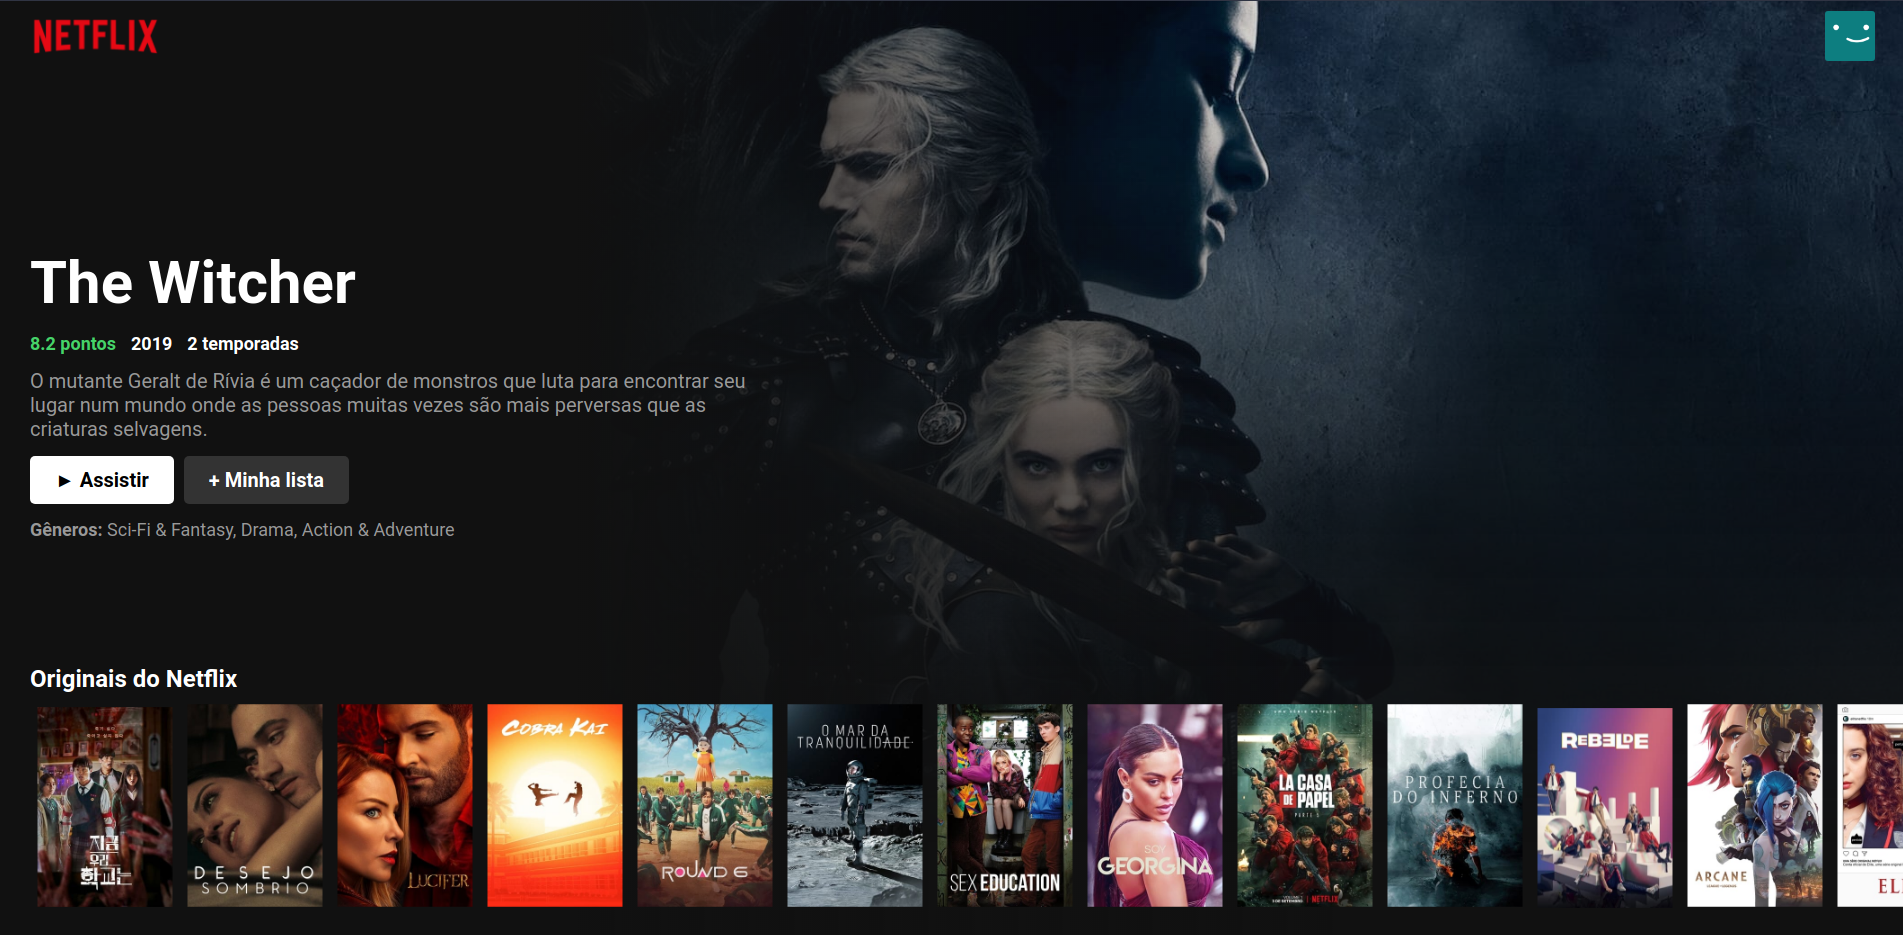 NETFLIX
The Witcher
8.2 pontos 2019 2 temporadas
O mutante Geralt de Rívia é um caçador de monstros que luta para encontrar seu
lugar num mundo onde as pessoas muitas vezes são mais perversas que as
criaturas selvagens.
► Assistir
+ Minha lista
Gêneros: Sci-Fi & Fantasy, Drama, Action & Adventure
Originais do Netflix
지금
우리
학교는
DESEJO
SOMBRIO
LUCIFER
COBRA KAI
ROUND 6
O MAR DA
TRANQUILIDADE
SEX EDUCATION
SOY
GEORGINA
LA CASA
DE PAPEL
PARTE 5
NETFLIX
PROFECIA
DO INFERNO
REBELDE
ARCANE
EL